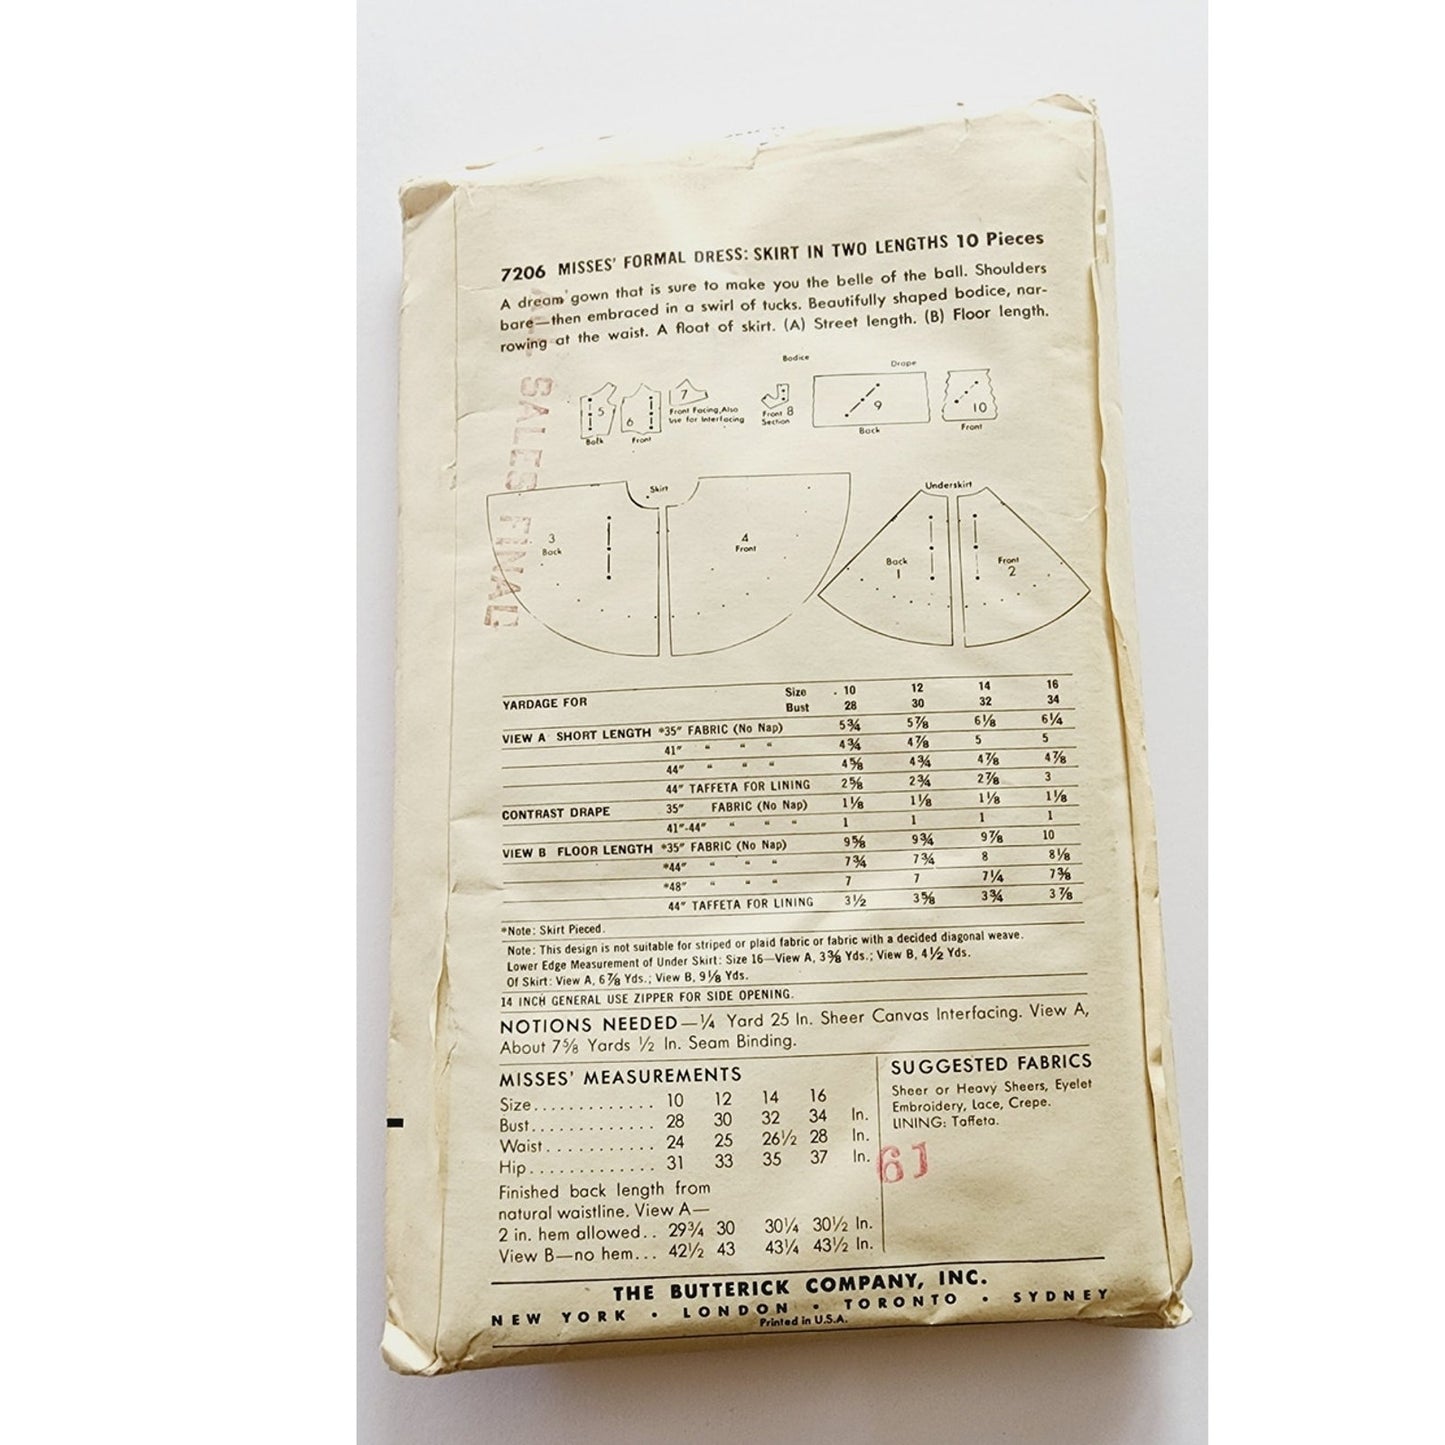 7206 MISSES' FORMAL DRESS: SKIRT IN TWO LENGTHS 10 Pieces
A dream gown that is sure to make you the belle of the ball. Shoulders
bare—then embraced in a swirl of tucks. Beautifully shaped bodice, nar-
rowing at the waist. A float of skirt. (A) Street length. (B) Floor length.
ALL SALES FINAL
Bodice
Drape
5
Back
6
Front
7
Front Facing, Also
Use for Interfacing
Front 8
Section
9
Back
10
Front
Skirt
3
Back
4
Front
Underskirt
Back
1
Front
2
YARDAGE FOR Size 10 12 14 16
Bust 28 30 32 34
VIEW A SHORT LENGTH *35" FABRIC (No Nap) 5¾ 5⅞ 6⅛ 6¼
41" " " " 4¾ 4⅞ 5 5
44" " " " 4⅝ 4¾ 4⅞ 4⅞
44" TAFFETA FOR LINING 2⅝ 2¾ 2⅞ 3
CONTRAST DRAPE 35" FABRIC (No Nap) 1⅛ 1⅛ 1⅛ 1⅛
41"-44" " " " 1 1 1 1
VIEW B FLOOR LENGTH *35" FABRIC (No Nap) 9⅝ 9¾ 9⅞ 10
*44" " " " 7¾ 7¾ 8 8⅛
*48" " " " 7 7 7¼ 7⅜
44" TAFFETA FOR LINING 3½ 3⅝ 3¾ 3⅞
*Note: Skirt Pieced.
Note: This design is not suitable for striped or plaid fabric or fabric with a decided diagonal weave.
Lower Edge Measurement of Under Skirt: Size 16—View A, 3⅜ Yds.; View B, 4½ Yds.
Of Skirt: View A, 6⅞ Yds.; View B, 9⅛ Yds.
14 INCH GENERAL USE ZIPPER FOR SIDE OPENING.
NOTIONS NEEDED—¼ Yard 25 In. Sheer Canvas Interfacing. View A,
About 7⅝ Yards ½ In. Seam Binding.
MISSES' MEASUREMENTS
Size............. 10 12 14 16
Bust............. 28 30 32 34 In.
Waist........... 24 25 26½ 28 In.
Hip............. 31 33 35 37 In.
Finished back length from
natural waistline. View A—
2 in. hem allowed.. 29¾ 30 30¼ 30½ In.
View B—no hem... 42½ 43 43¼ 43½ In.
SUGGESTED FABRICS
Sheer or Heavy Sheers, Eyelet
Embroidery, Lace, Crepe.
LINING: Taffeta.
61
THE BUTTERICK COMPANY, INC.
NEW YORK • LONDON • TORONTO • SYDNEY
Printed in U.S.A.